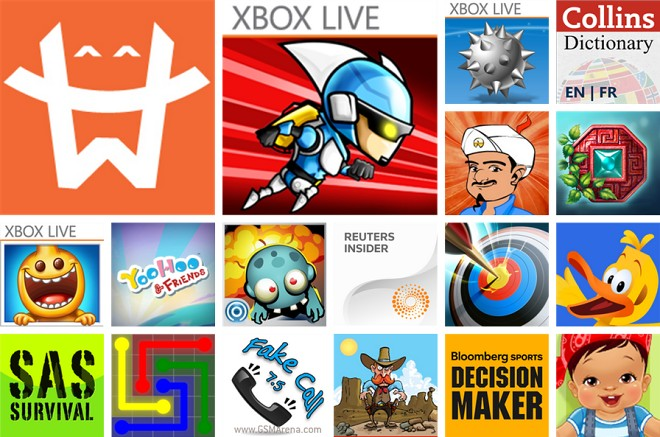 XBOX LIVE
XBOX LIVE
Collins
Dictionary
EN | FR
XBOX LIVE
YooHoo
& FRIENDS
REUTERS
INSIDER
SAS
SURVIVAL
Fake Call
7.5
www.GSMArena.com
Bloomberg SPORTS
DECISION
MAKER